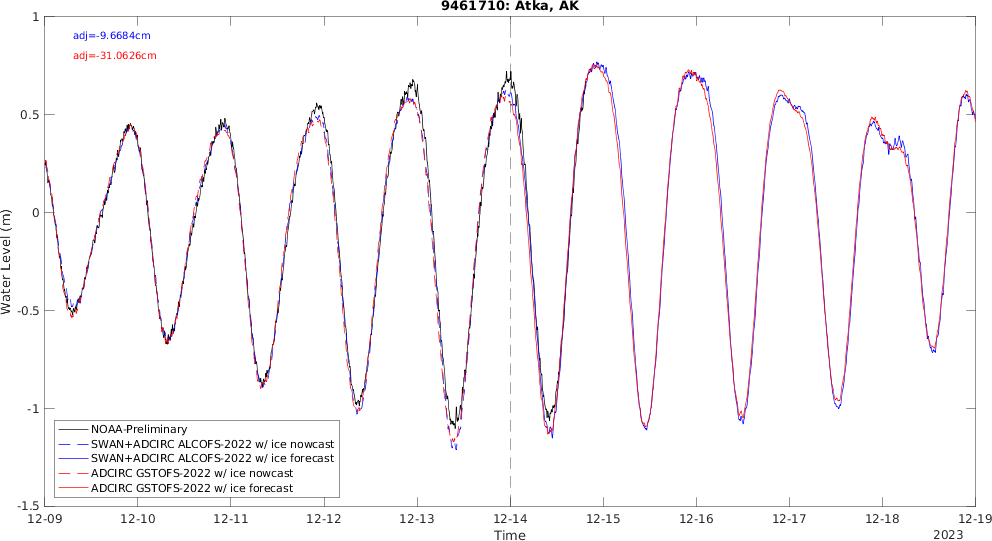 9461710: Atka, AK
adj=-9.6684cm
adj=-31.0626cm
1
0.5
0
-0.5
-1
-1.5
Water Level (m)
NOAA-Preliminary
SWAN+ADCIRC ALCOFS-2022 w/ ice nowcast
SWAN+ADCIRC ALCOFS-2022 w/ ice forecast
ADCIRC GSTOFS-2022 w/ ice nowcast
ADCIRC GSTOFS-2022 w/ ice forecast
12-09 12-10 12-11 12-12 12-13 12-14 12-15 12-16 12-17 12-18 12-19
Time
2023